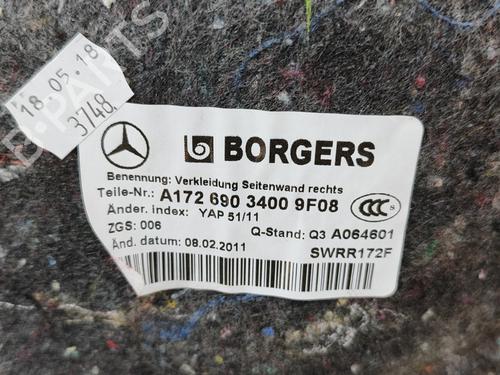 18.05.18
3748.
BORGERS
Benennung: Verkleidung Seitenwand rechts
Teile-Nr.: A172 690 3400 9F08
Änder. index: YAP 51/11
CCC
ZGS: 006
Q-Stand: Q3 A064601
Änd. datum: 08.02.2011
SWRR172F